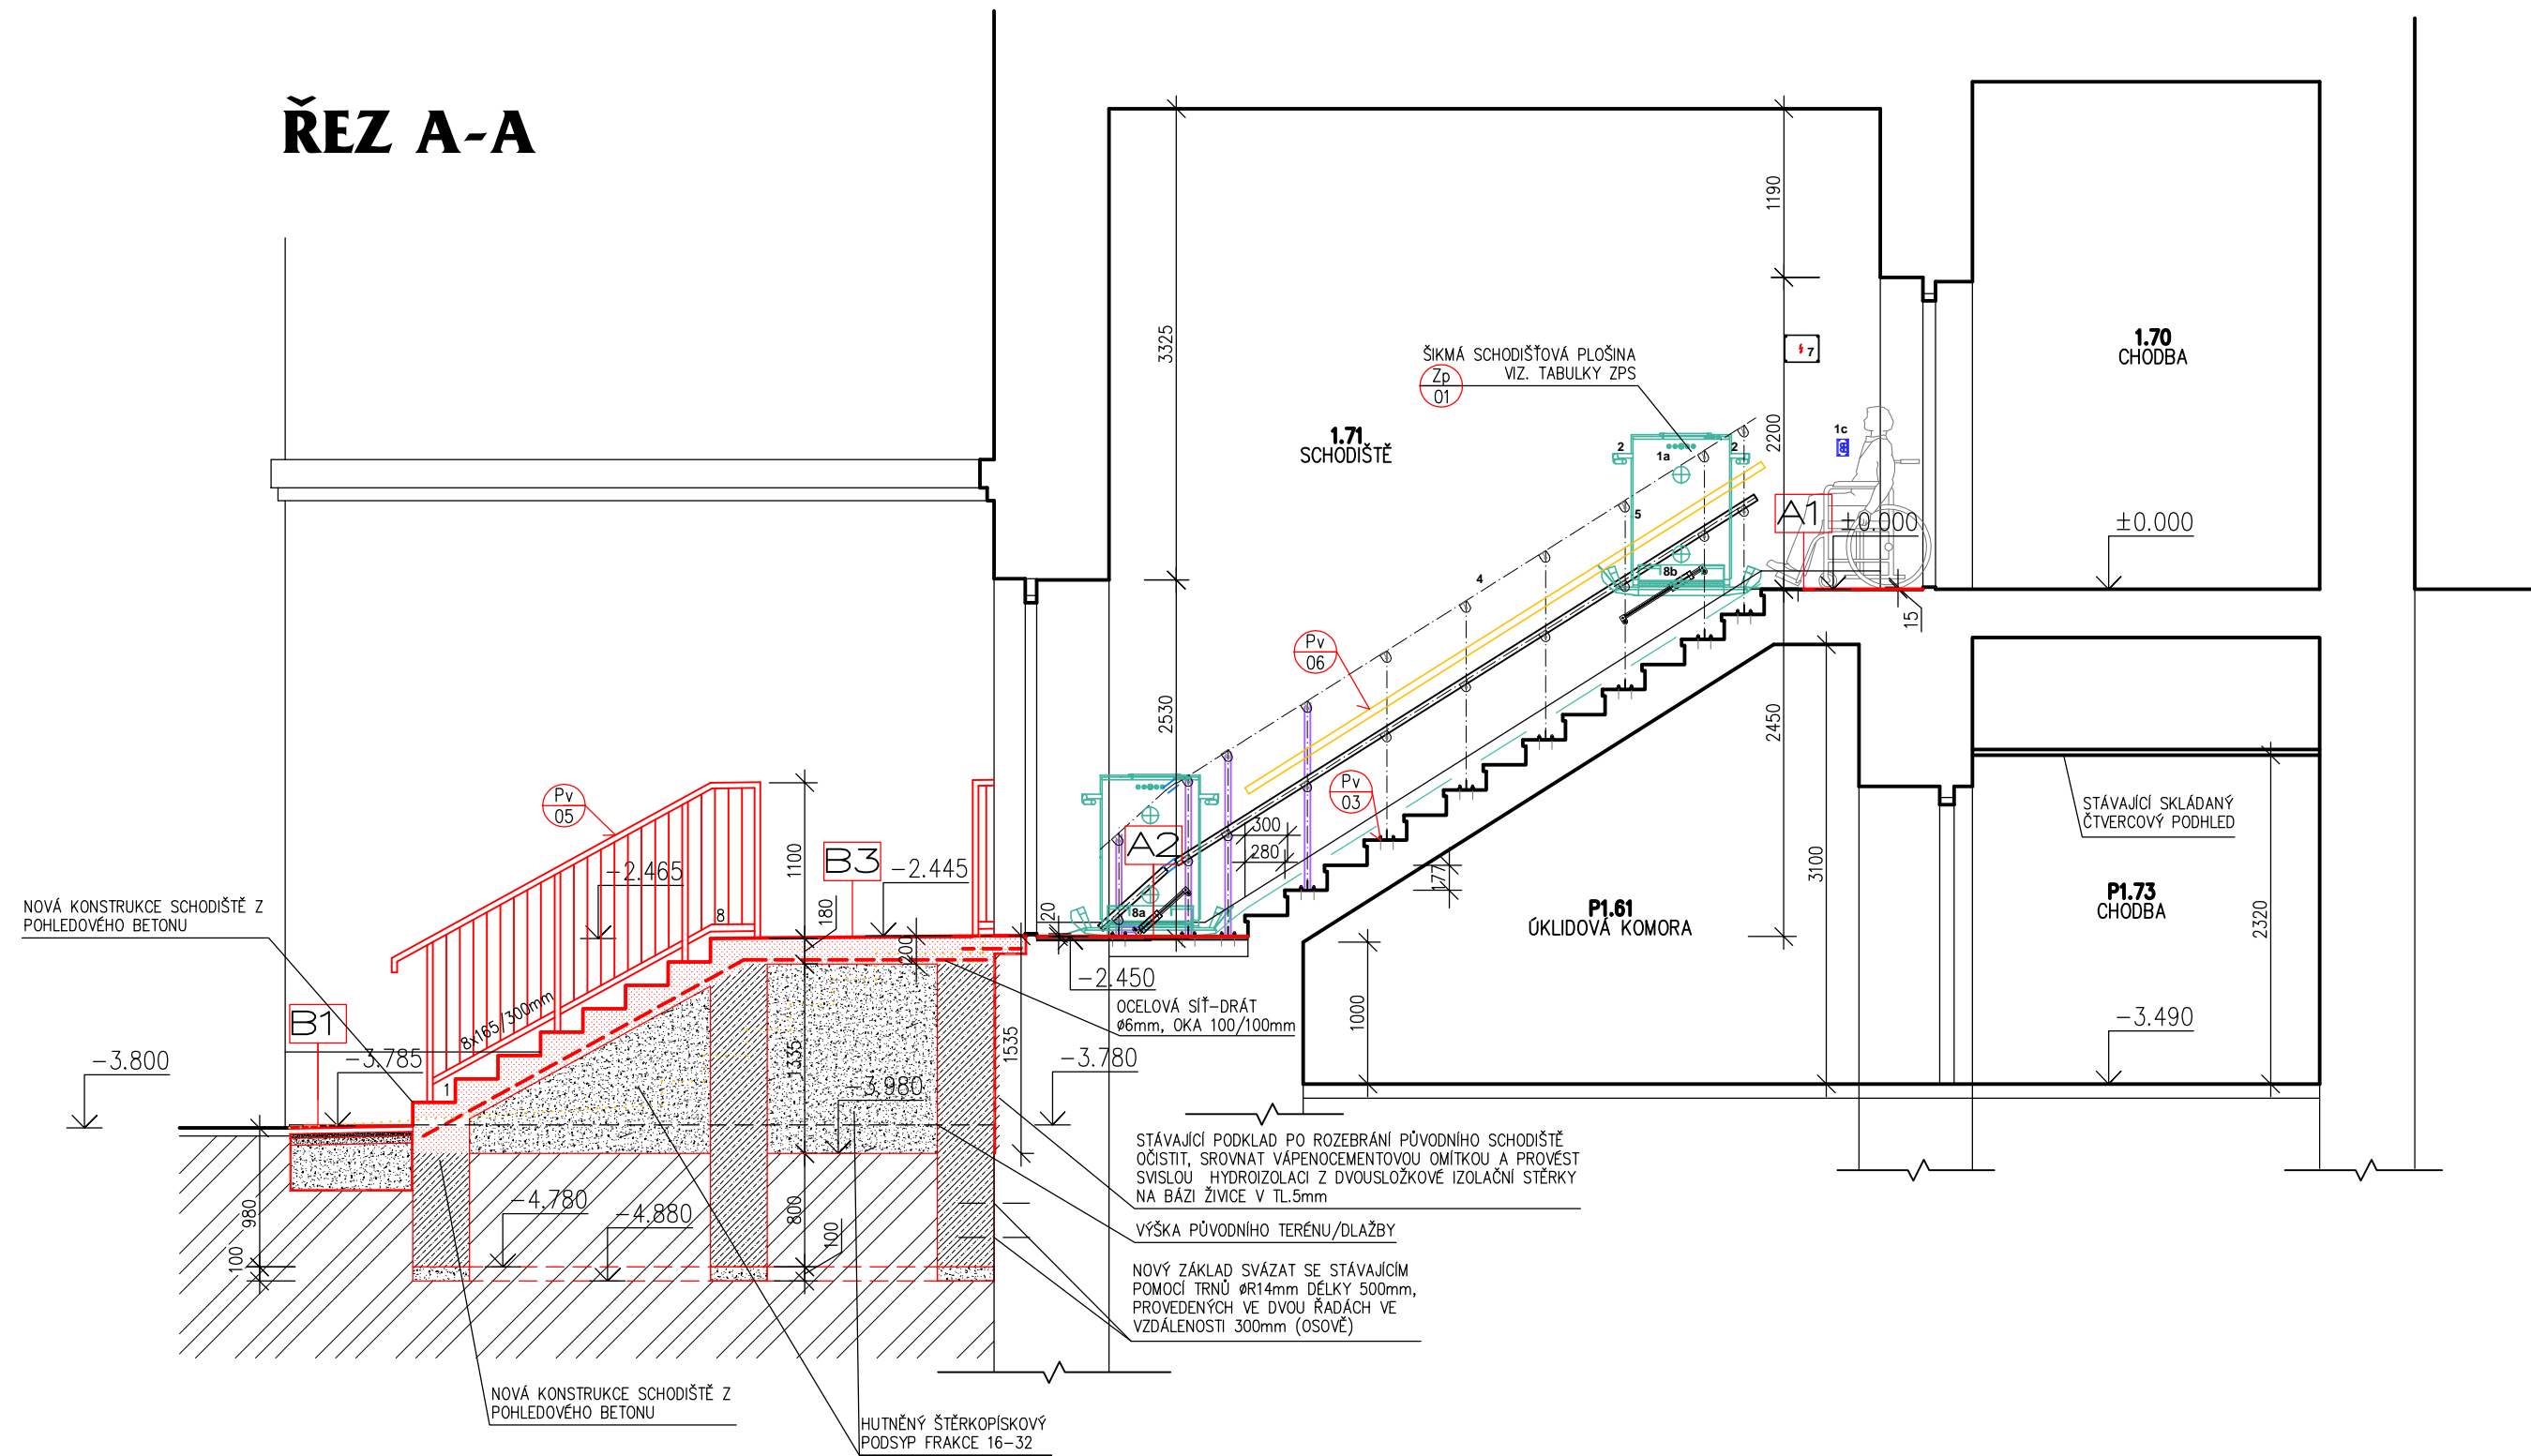 ŘEZ A-A
3325
1190
1.70
CHODBA
7
ŠIKMÁ SCHODIŠŤOVÁ PLOŠINA
VIZ. TABULKY ZPS
Zp
01
2200
1.71
SCHODIŠTĚ
2
1a
2
1c
5
A1
±0.000
±0.000
8b
4
15
Pv
06
2530
2450
Pv
05
Pv
03
STÁVAJÍCÍ SKLÁDANÝ
ČTVERCOVÝ PODHLED
A2
300
280
1100
B3
-2.465
-2.445
177
3100
P1.73
CHODBA
NOVÁ KONSTRUKCE SCHODIŠTĚ Z
POHLEDOVÉHO BETONU
8
180
20
8a
P1.61
ÚKLIDOVÁ KOMORA
2320
200
-2.450
OCELOVÁ SÍŤ-DRÁT
ø6mm, OKA 100/100mm
1000
-3.490
B1
8x165/300mm
1535
1335
-3.800
-3.785
-3.780
1
-3.980
STÁVAJÍCÍ PODKLAD PO ROZEBRÁNÍ PŮVODNÍHO SCHODIŠTĚ
OČISTIT, SROVNAT VÁPENOCEMENTOVOU OMÍTKOU A PROVÉST
SVISLOU HYDROIZOLACI Z DVOUSLOŽKOVÉ IZOLAČNÍ STĚRKY
NA BÁZI ŽIVICE V TL.5mm
980
-4.780
-4.880
800
100
100
VÝŠKA PŮVODNÍHO TERÉNU/DLAŽBY
NOVÝ ZÁKLAD SVÁZAT SE STÁVAJÍCÍM
POMOCÍ TRNŮ øR14mm DÉLKY 500mm,
PROVEDENÝCH VE DVOU ŘADÁCH VE
VZDÁLENOSTI 300mm (OSOVĚ)
NOVÁ KONSTRUKCE SCHODIŠTĚ Z
POHLEDOVÉHO BETONU
HUTNĚNÝ ŠTĚRKOPÍSKOVÝ
PODSYP FRAKCE 16-32